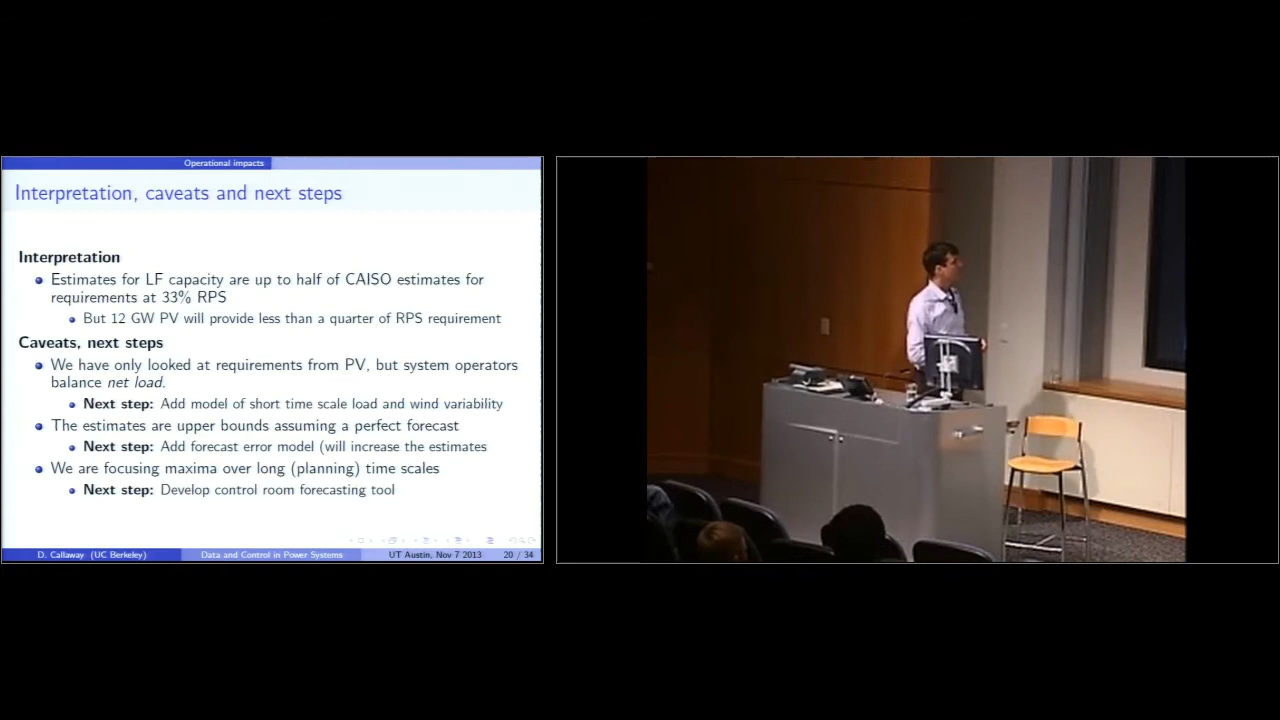 Operational impacts
Interpretation, caveats and next steps
Interpretation
Estimates for LF capacity are up to half of CAISO estimates for
requirements at 33% RPS
But 12 GW PV will provide less than a quarter of RPS requirement
Caveats, next steps
We have only looked at requirements from PV, but system operators
balance net load.
Next step: Add model of short time scale load and wind variability
The estimates are upper bounds assuming a perfect forecast
Next step: Add forecast error model (will increase the estimates
We are focusing maxima over long (planning) time scales
Next step: Develop control room forecasting tool
D. Callaway (UC Berkeley) Data and Control in Power Systems UT Austin, Nov 7 2013 20 / 34